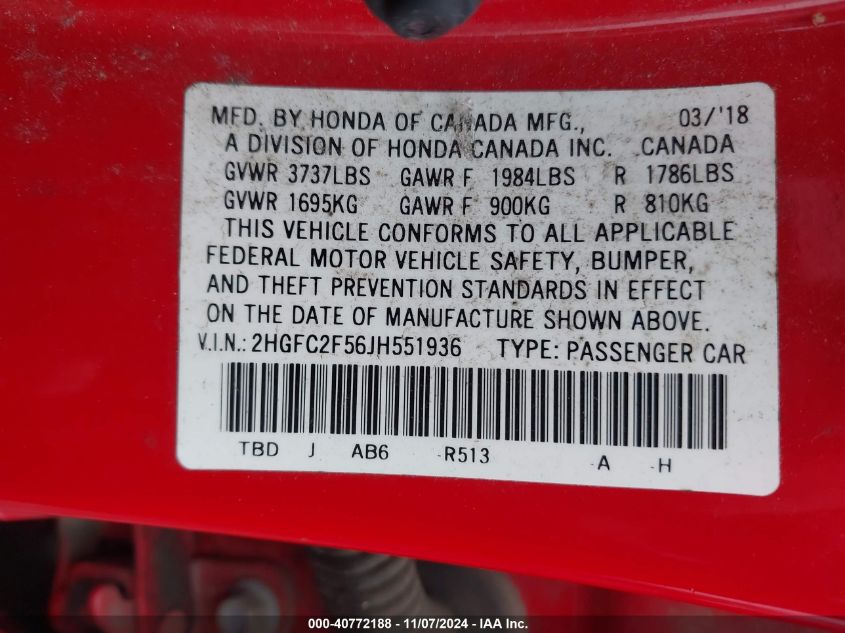 MFD. BY HONDA OF CANADA MFG., 03/'18
A DIVISION OF HONDA CANADA INC. CANADA
GVWR 3737LBS GAWR F 1984LBS R 1786LBS
GVWR 1695KG GAWR F 900KG R 810KG
THIS VEHICLE CONFORMS TO ALL APPLICABLE
FEDERAL MOTOR VEHICLE SAFETY, BUMPER,
AND THEFT PREVENTION STANDARDS IN EFFECT
ON THE DATE OF MANUFACTURE SHOWN ABOVE.
V.I.N.: 2HGFC2F56JH551936 TYPE: PASSENGER CAR
TBD J AB6 -R513 -A -H
000-40772188 - 11/07/2024 - IAA Inc.